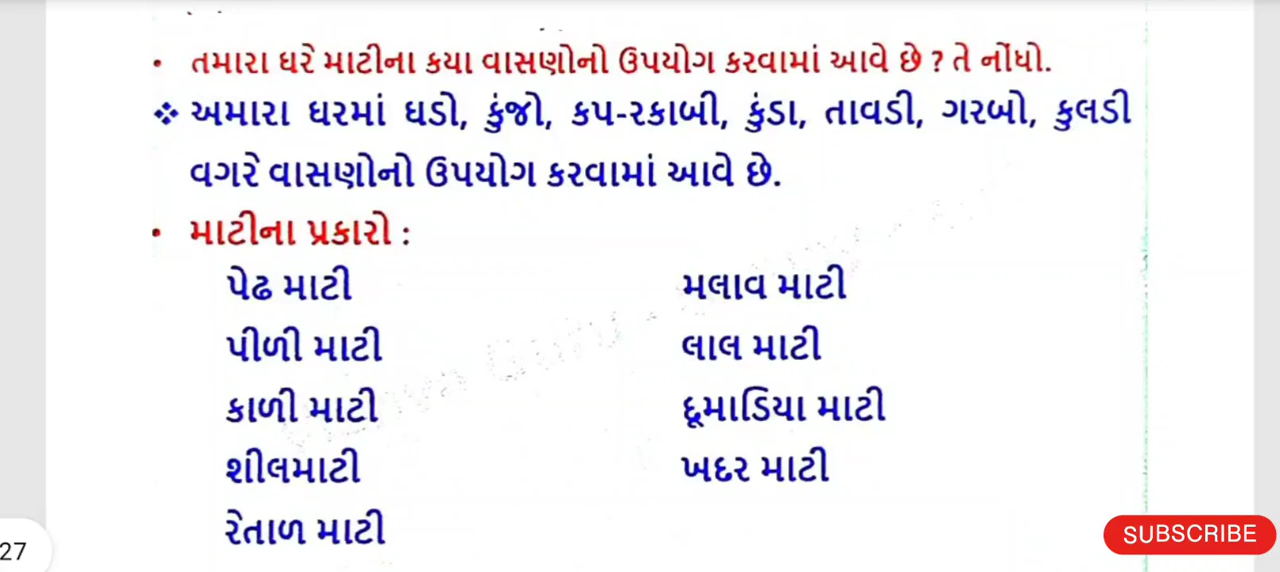 • તમારા ઘરે માટીના કયા વાસણોનો ઉપયોગ કરવામાં આવે છે ? તે નોંધો.
❖ અમારા ઘરમાં ઘડો, કુંજો, કપ-રકાબી, કુંડા, તાવડી, ગરબો, કુલડી
વગરે વાસણોનો ઉપયોગ કરવામાં આવે છે.
• માટીના પ્રકારો :
પેઢ માટી મલાવ માટી
પીળી માટી લાલ માટી
કાળી માટી દૂમાડિયા માટી
શીલમાટી ખદર માટી
રેતાળ માટી
27
SUBSCRIBE